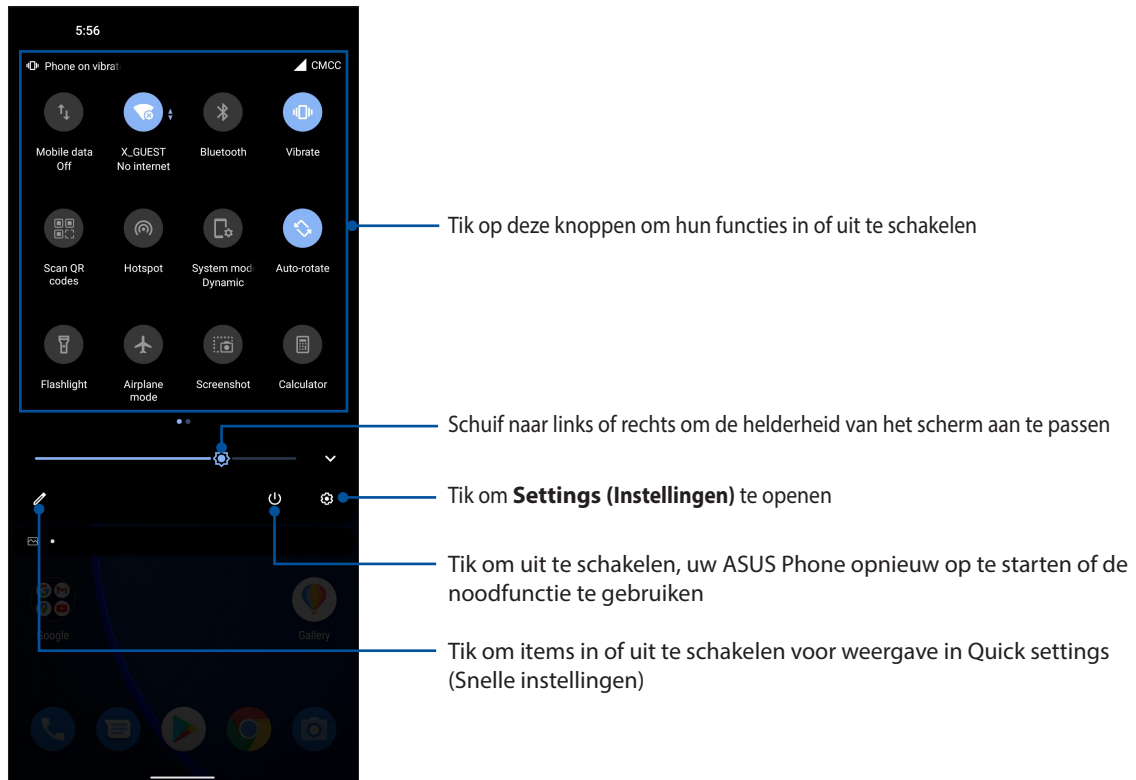 5:56
Phone on vibrat
CMCC
Mobile data
Off
X_GUEST
No internet
Bluetooth
Vibrate
Scan QR
codes
Hotspot
System mod
Dynamic
Auto-rotate
Flashlight
Airplane
mode
Screenshot
Calculator
Google
Gallery
Tik op deze knoppen om hun functies in of uit te schakelen
Schuif naar links of rechts om de helderheid van het scherm aan te passen
Tik om Settings (Instellingen) te openen
Tik om uit te schakelen, uw ASUS Phone opnieuw op te starten of de
noodfunctie te gebruiken
Tik om items in of uit te schakelen voor weergave in Quick settings
(Snelle instellingen)